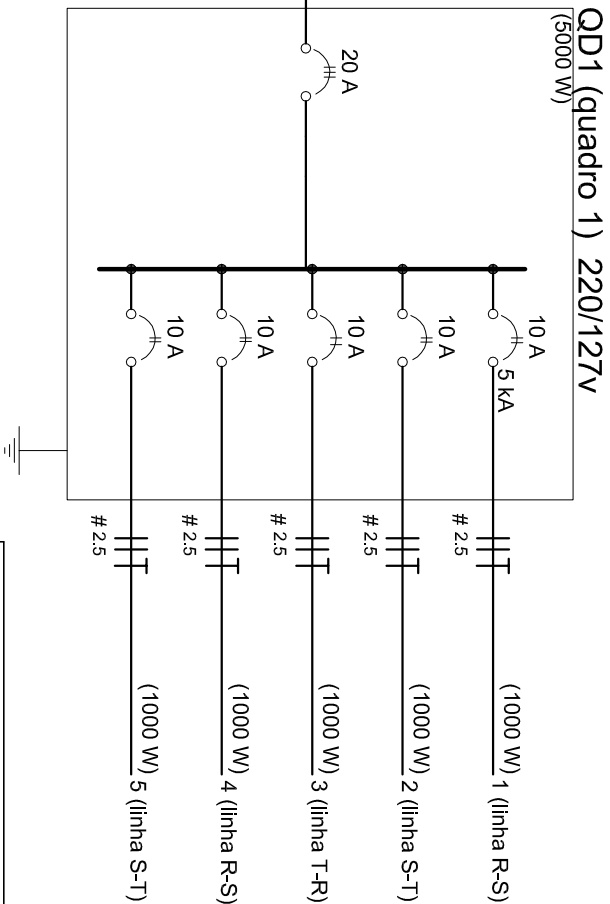 QD1 (quadro 1) 220/127v
(5000 W)
20 A
10 A
5 kA
# 2.5
(1000 W)
1 (linha R-S)
10 A
# 2.5
(1000 W)
2 (linha S-T)
10 A
# 2.5
(1000 W)
3 (linha T-R)
10 A
# 2.5
(1000 W)
4 (linha R-S)
10 A
# 2.5
(1000 W)
5 (linha S-T)